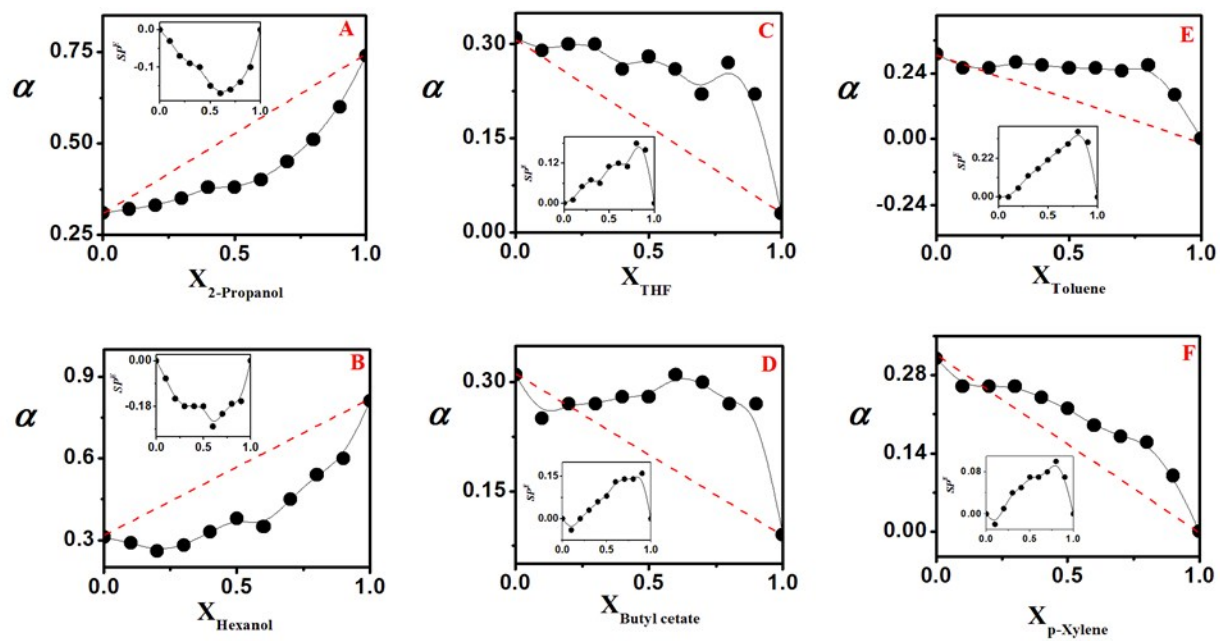 A
0.75
0.50
0.25
α
0.0
-0.1
SP^E
0.0 0.5 1.0
0.0 0.5 1.0
X_2-Propanol
C
0.30
0.15
0.00
α
0.12
0.00
SP^E
0.0 0.5 1.0
0.0 0.5 1.0
X_THF
E
0.24
0.00
-0.24
α
0.22
0.00
SP^E
0.0 0.5 1.0
0.0 0.5 1.0
X_Toluene
B
0.9
0.6
0.3
α
0.00
-0.18
SP^E
0.0 0.5 1.0
0.0 0.5 1.0
X_Hexanol
D
0.30
0.15
α
0.15
0.00
SP^E
0.0 0.5 1.0
0.0 0.5 1.0
X_Butyl cetate
F
0.28
0.14
0.00
α
0.08
0.00
SP^E
0.0 0.5 1.0
0.0 0.5 1.0
X_p-Xylene